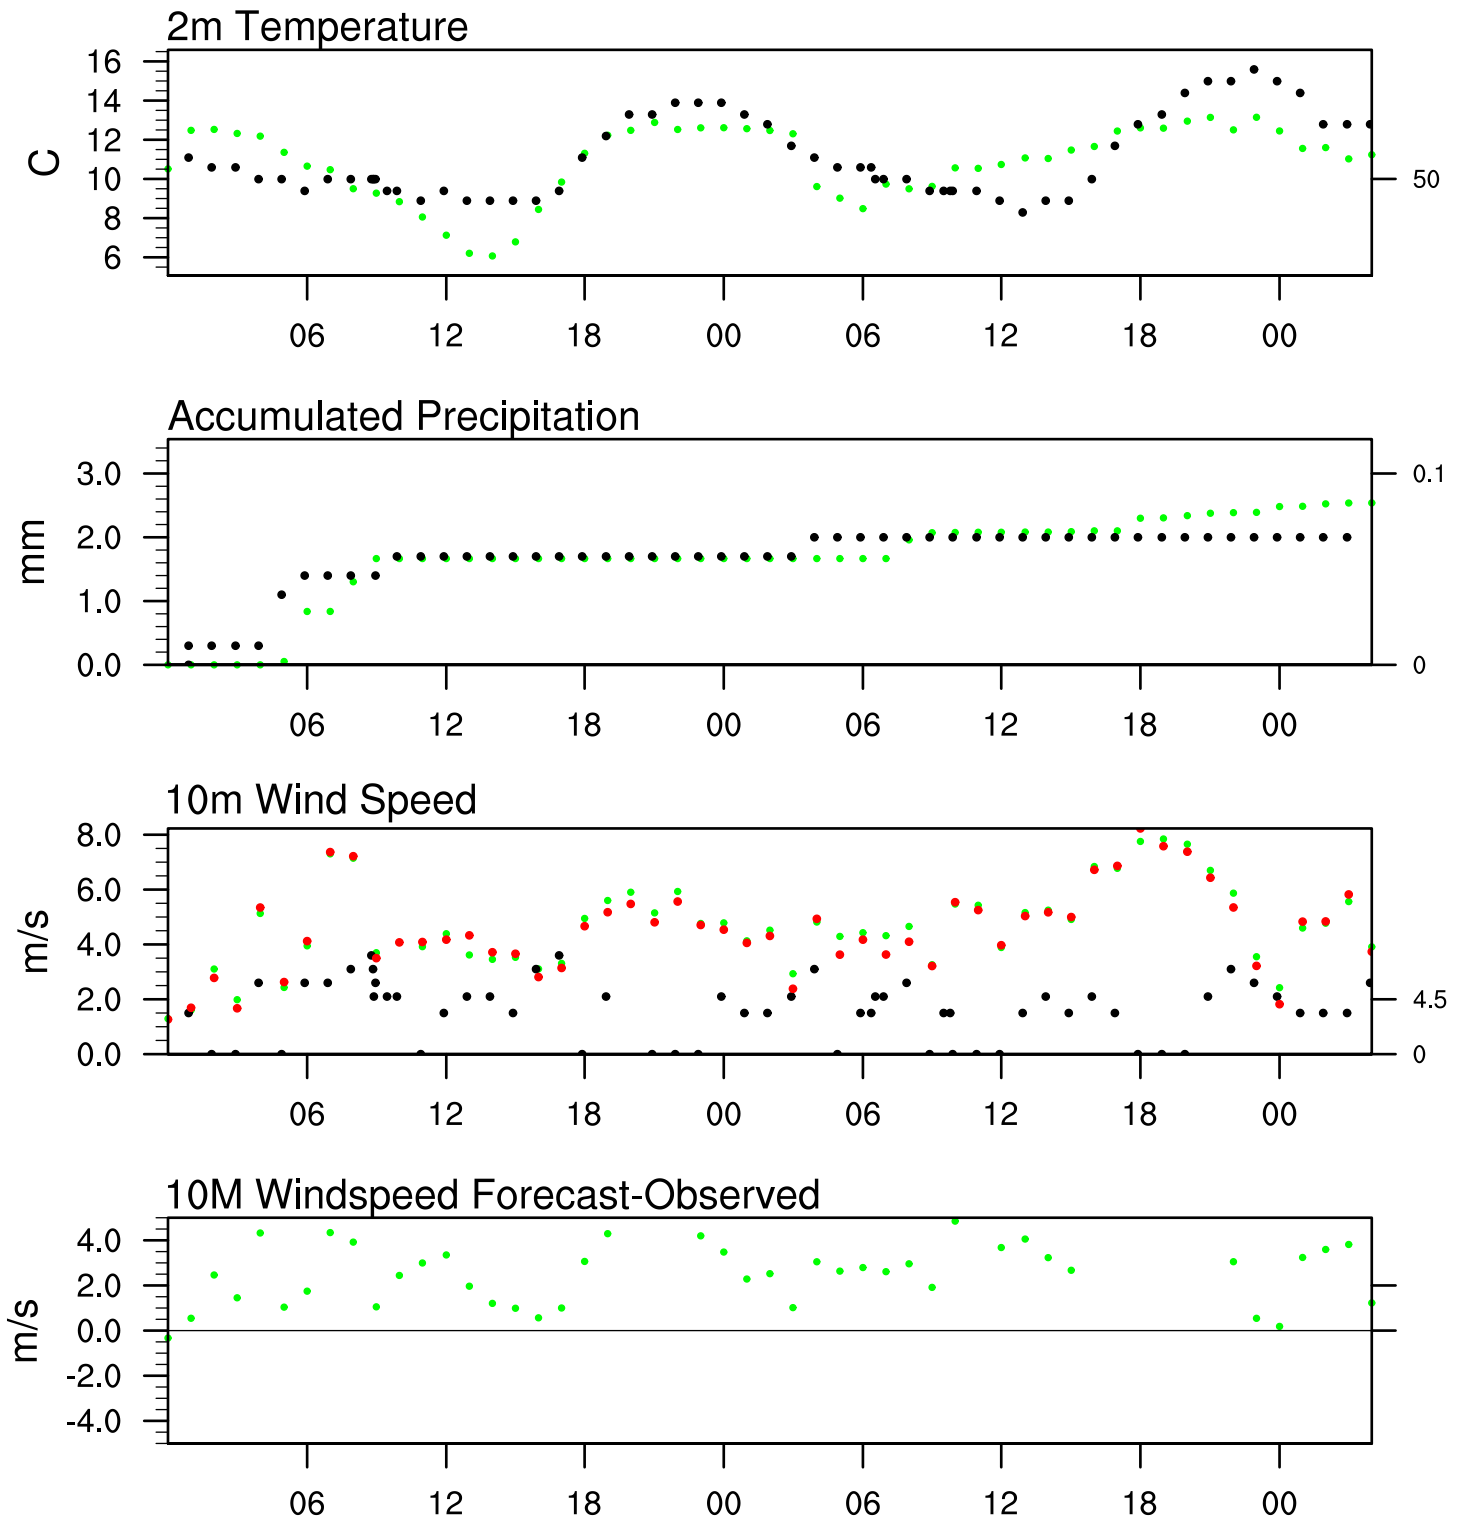 2m Temperature
16
14
12
10
8
6
C
50
06 12 18 00 06 12 18 00
Accumulated Precipitation
3.0
2.0
1.0
0.0
mm
0.1
0
06 12 18 00 06 12 18 00
10m Wind Speed
8.0
6.0
4.0
2.0
0.0
m/s
4.5
0
06 12 18 00 06 12 18 00
10M Windspeed Forecast-Observed
4.0
2.0
0.0
-2.0
-4.0
m/s
06 12 18 00 06 12 18 00